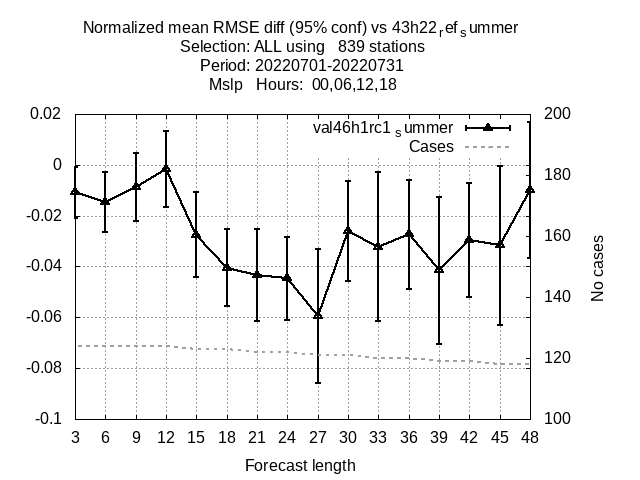 Normalized mean RMSE diff (95% conf) vs 43h22refsummer
Selection: ALL using 839 stations
Period: 20220701-20220731
Mslp Hours: 00,06,12,18
0.02 200
val46h1rc1summer
Cases
0 180
-0.02 160
-0.04 140
-0.06
-0.08 120
-0.1 100
No cases
3 6 9 12 15 18 21 24 27 30 33 36 39 42 45 48
Forecast length